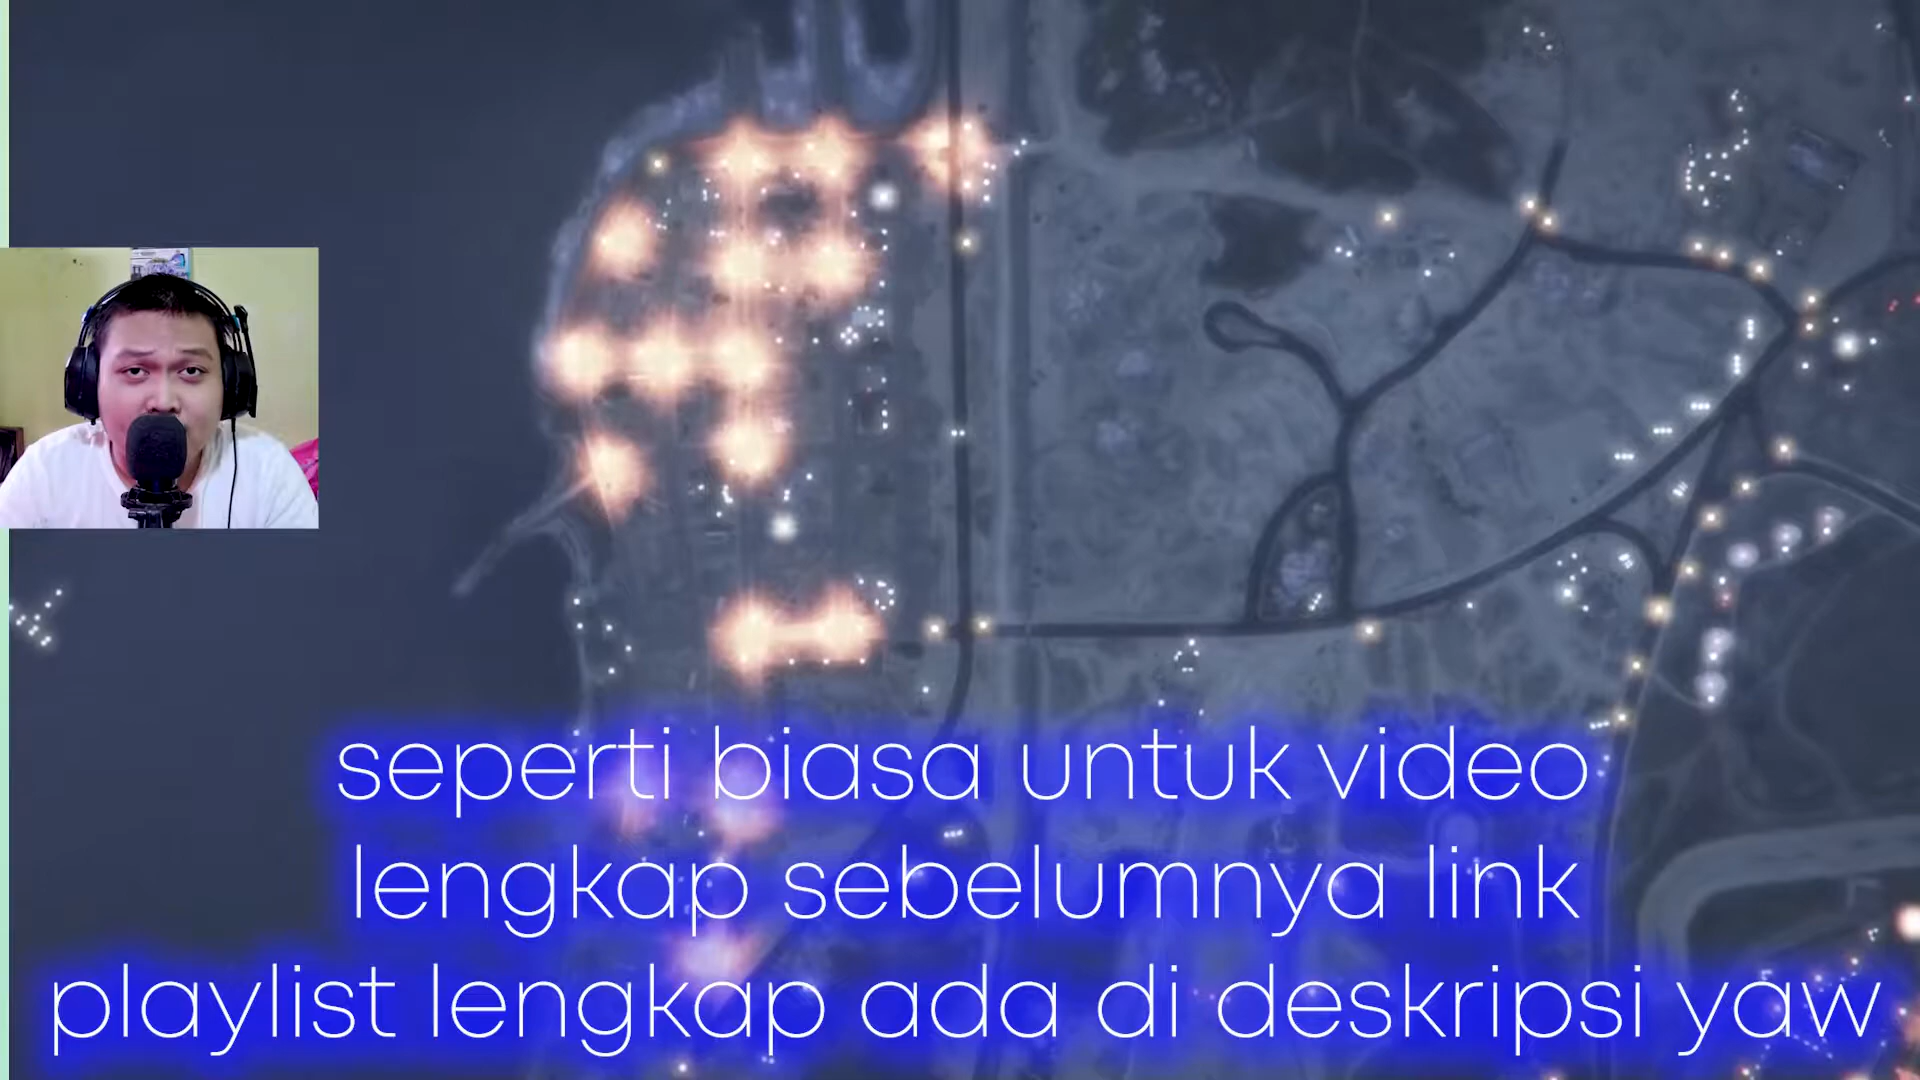 seperti biasa untuk video
lengkap sebelumnya link
playlist lengkap ada di deskripsi yaw